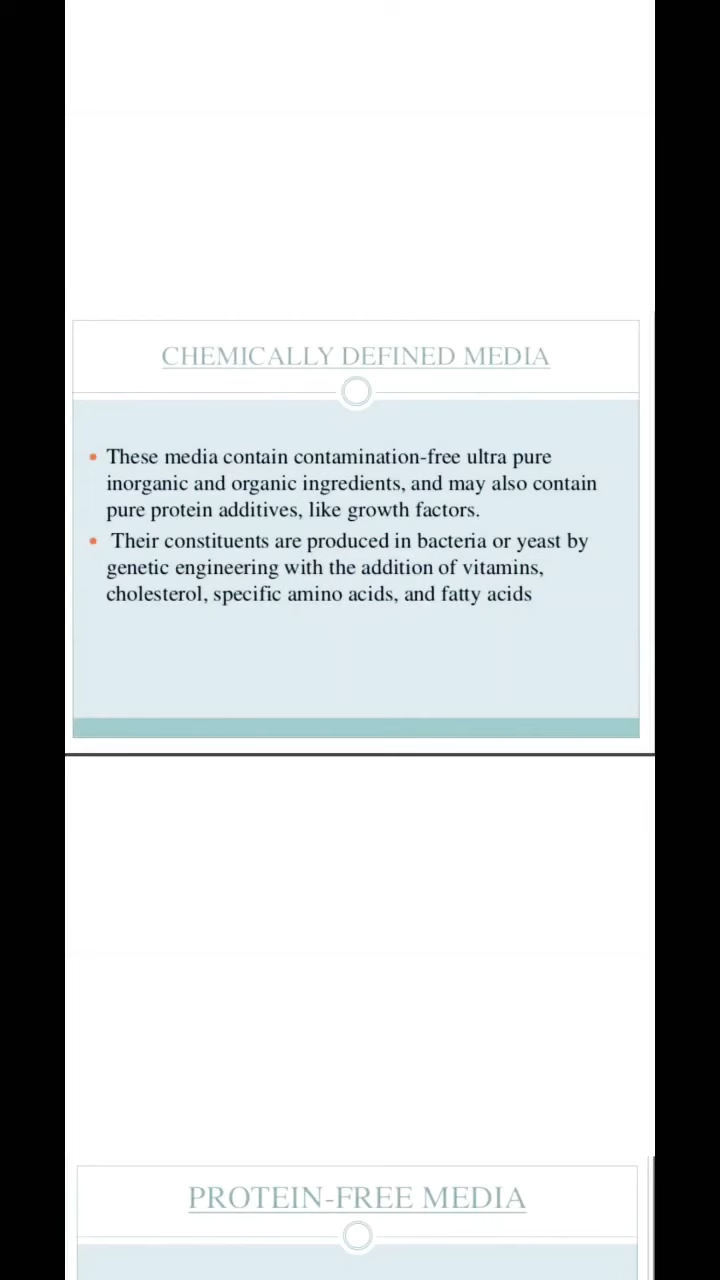 CHEMICALLY DEFINED MEDIA
• These media contain contamination-free ultra pure
inorganic and organic ingredients, and may also contain
pure protein additives, like growth factors.
• Their constituents are produced in bacteria or yeast by
genetic engineering with the addition of vitamins,
cholesterol, specific amino acids, and fatty acids
PROTEIN-FREE MEDIA